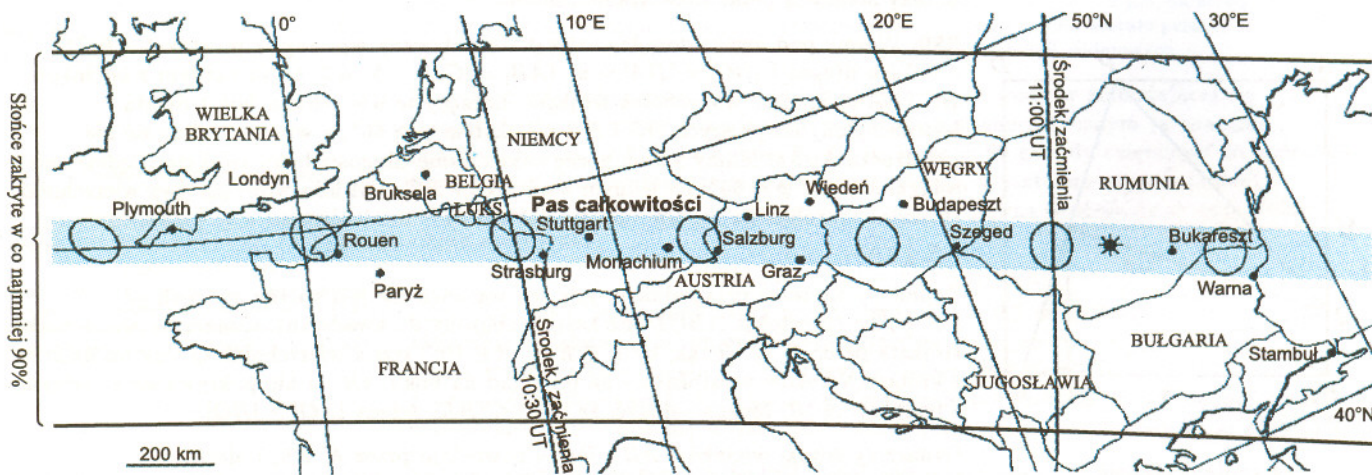 0°
10°E
20°E
50°N
30°E
Słońce zakryte w co najmniej 90%
WIELKA
BRYTANIA
Londyn
Plymouth
Bruksela
BELGIA
LUKS.
NIEMCY
Pas całkowitości
Rouen
Paryż
FRANCJA
Strasburg
Stuttgart
Monachium
Linz
Wiedeń
Salzburg
AUSTRIA
Graz
WĘGRY
Budapeszt
Szeged
Środek zaćmienia
11:00 UT
RUMUNIA
Bukareszt
Warna
BUŁGARIA
JUGOSŁAWIA
Stambuł
Środek zaćmienia
10:30 UT
40°N
200 km